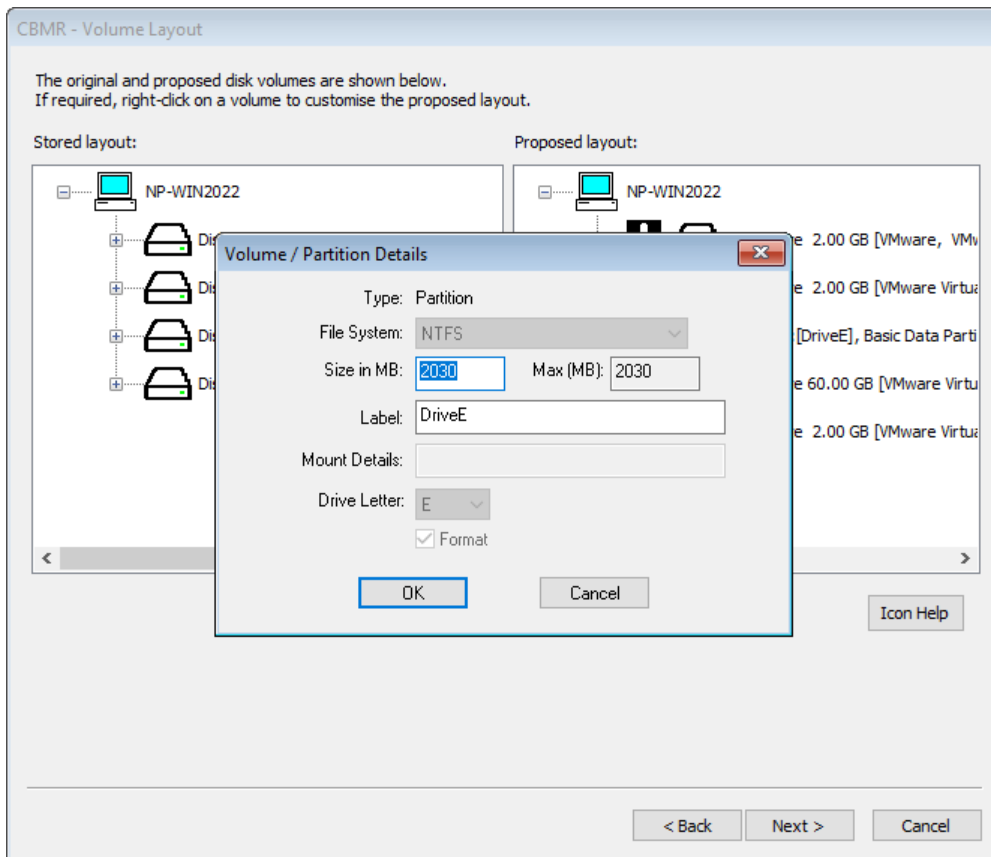 CBMR - Volume Layout
The original and proposed disk volumes are shown below.
If required, right-click on a volume to customise the proposed layout.
Stored layout:
Proposed layout:
NP-WIN2022
NP-WIN2022
2.00 GB [VMware, VMw
2.00 GB [VMware Virtua
[DriveE], Basic Data Parti
60.00 GB [VMware Virtu
2.00 GB [VMware Virtua
Volume / Partition Details
Type: Partition
File System: NTFS
Size in MB: 2030 Max (MB): 2030
Label: DriveE
Mount Details:
Drive Letter: E
Format
OK Cancel
Icon Help
< Back Next > Cancel